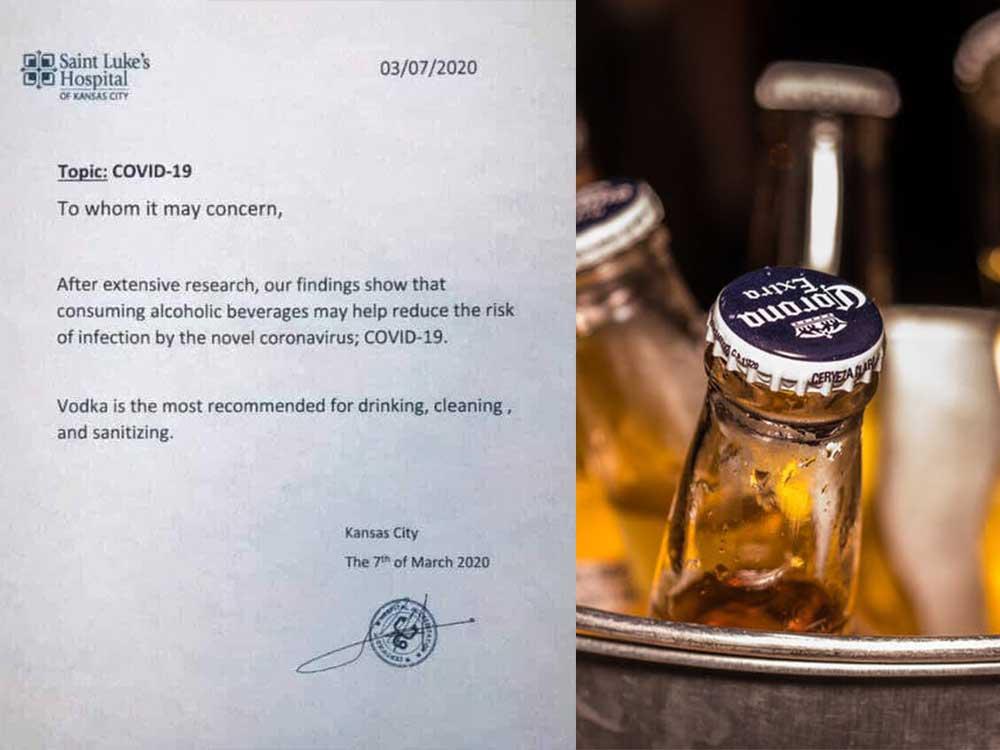 Saint Luke's
Hospital
OF KANSAS CITY
03/07/2020
Topic: COVID-19
To whom it may concern,
After extensive research, our findings show that
consuming alcoholic beverages may help reduce the risk
of infection by the novel coronavirus; COVID-19.
Vodka is the most recommended for drinking, cleaning ,
and sanitizing.
Kansas City
The 7th of March 2020
Corona
Extra
CERVEZA